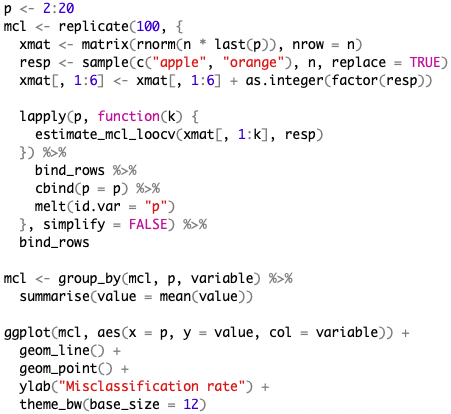 p <- 2:20
mcl <- replicate(100, {
  xmat <- matrix(rnorm(n * last(p)), nrow = n)
  resp <- sample(c("apple", "orange"), n, replace = TRUE)
  xmat[, 1:6] <- xmat[, 1:6] + as.integer(factor(resp))

  lapply(p, function(k) {
    estimate_mcl_loocv(xmat[, 1:k], resp)
  }) %>%
    bind_rows %>%
    cbind(p = p) %>%
    melt(id.var = "p")
  }, simplify = FALSE) %>%
  bind_rows

mcl <- group_by(mcl, p, variable) %>%
  summarise(value = mean(value))

ggplot(mcl, aes(x = p, y = value, col = variable)) +
  geom_line() +
  geom_point() +
  ylab("Misclassification rate") +
  theme_bw(base_size = 12)